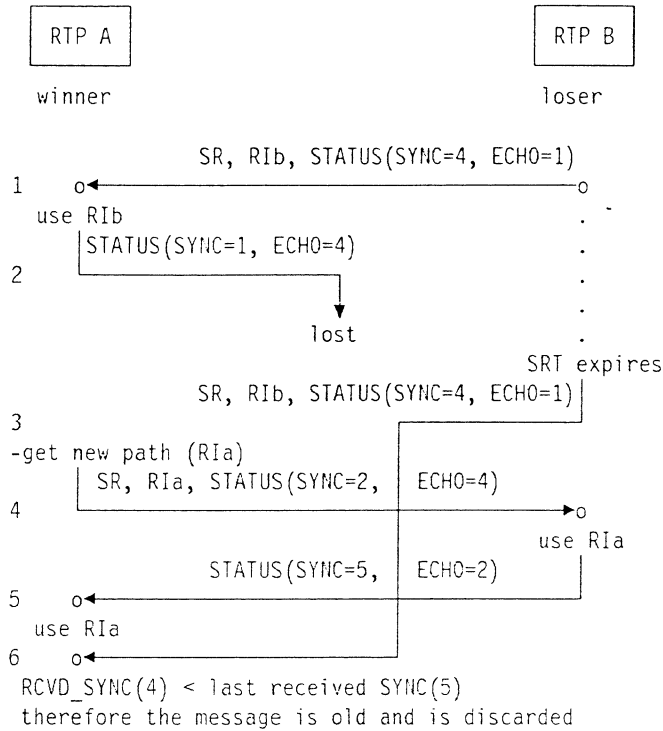 RTP A RTP B
winner loser
SR, RIb, STATUS(SYNC=4, ECHO=1)
1
use RIb
STATUS(SYNC=1, ECHO=4)
2
lost
SRT expires
SR, RIb, STATUS(SYNC=4, ECHO=1)
3
-get new path (RIa)
SR, RIa, STATUS(SYNC=2, ECHO=4)
4
use RIa
STATUS(SYNC=5, ECHO=2)
5
use RIa
6
RCVD_SYNC(4) < last received SYNC(5)
therefore the message is old and is discarded